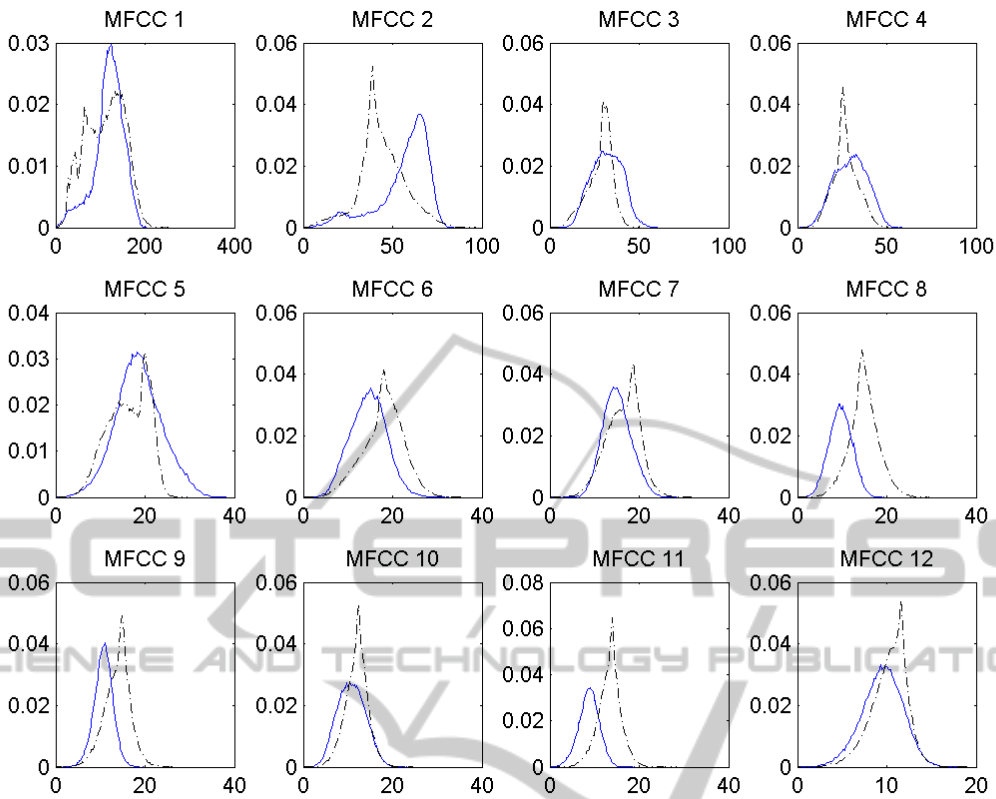 MFCC 1 MFCC 2 MFCC 3 MFCC 4
0.03 0.06 0.06 0.06
0.02 0.04 0.04 0.04
0.01 0.02 0.02 0.02
0 0 0 0
0 200 400 0 50 100 0 50 100 0 50 100
MFCC 5 MFCC 6 MFCC 7 MFCC 8
0.04 0.06 0.06 0.06
0.03 0.04 0.04 0.04
0.02 0.02 0.02 0.02
0.01
0 0 0 0
0 20 40 0 20 40 0 20 40 0 20 40
SCITEPRESS
MFCC 9 MFCC 10 MFCC 11 MFCC 12
0.06 0.06 0.08 0.06
0.04 0.04 0.06 0.04
0.02 0.02 0.04 0.02
0.02
CIENCE AND TECHNOLOGY PUBLICATIO
0 0 0 0
0 20 40 0 20 40 0 20 40 0 10 20